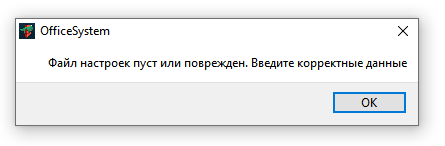 OfficeSystem
Файл настроек пуст или поврежден. Введите корректные данные
OK